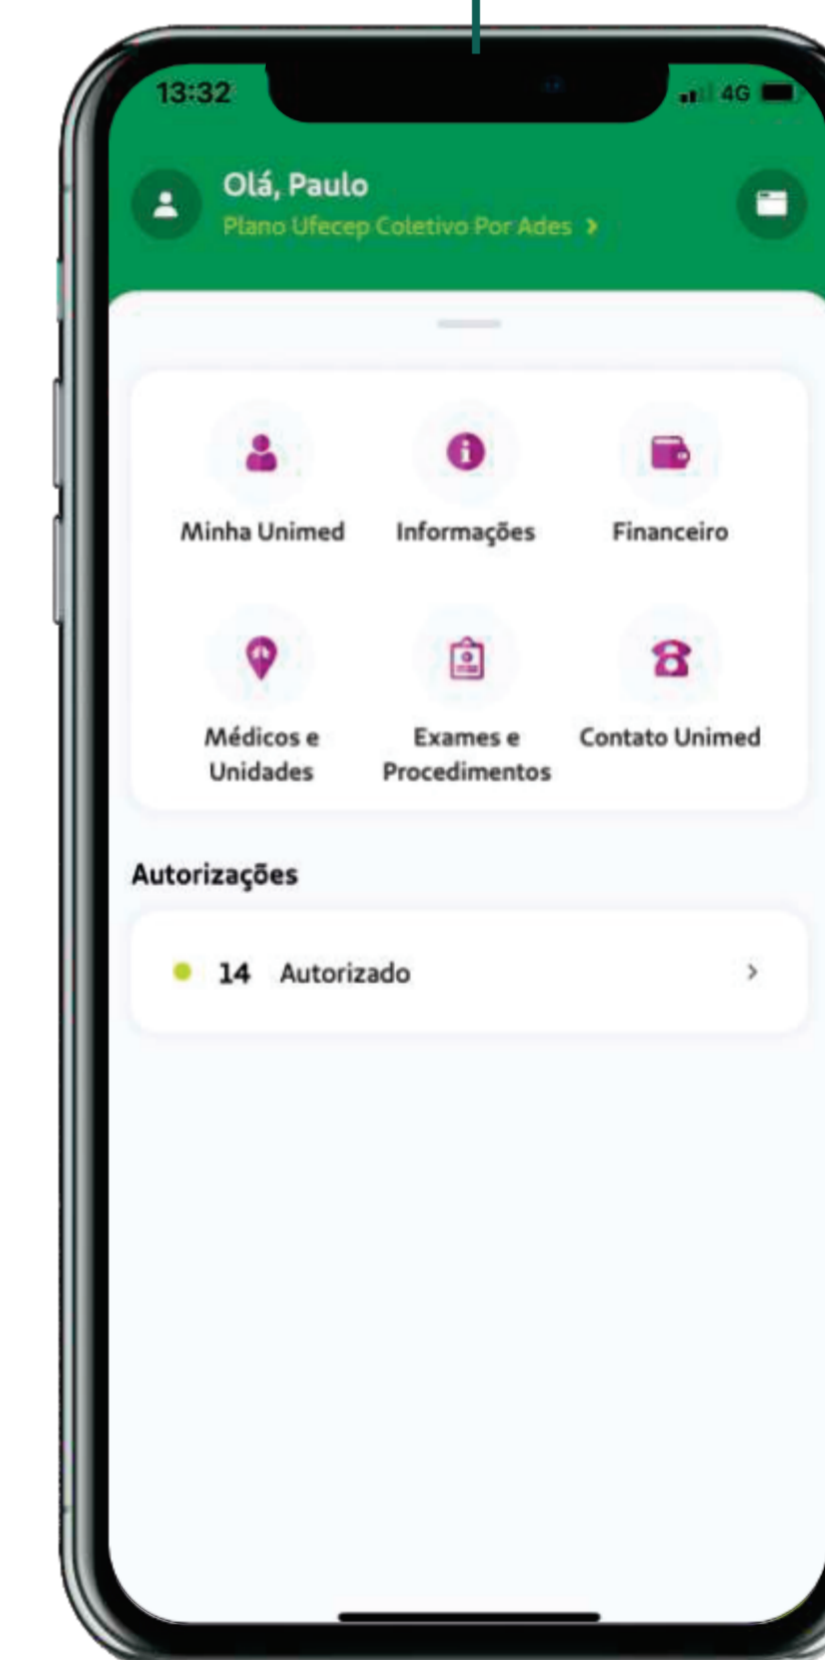 13:32
4G
Olá, Paulo
Plano Ufecep Coletivo Por Ades
Minha Unimed
Informações
Financeiro
Médicos e
Unidades
Exames e
Procedimentos
Contato Unimed
Autorizações
14 Autorizado